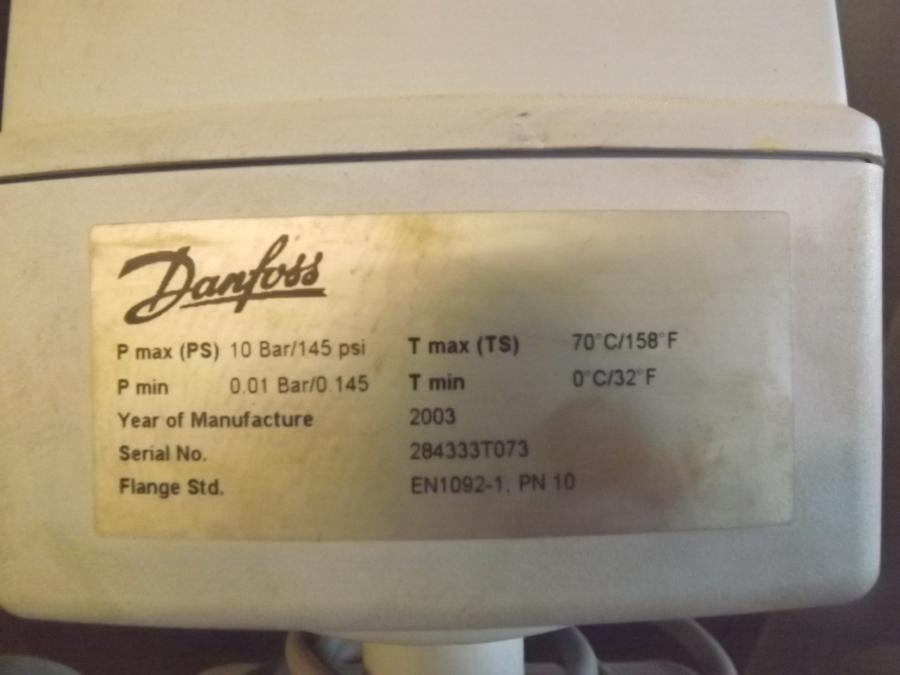 Danfoss
P max (PS) 10 Bar/145 psi T max (TS) 70°C/158°F
P min 0.01 Bar/0.145 T min 0°C/32°F
Year of Manufacture 2003
Serial No. 284333T073
Flange Std. EN1092-1, PN 10